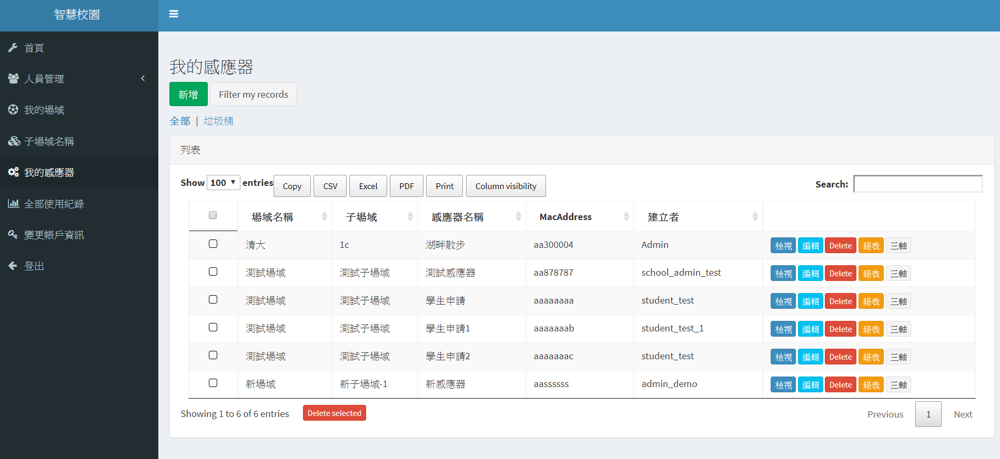 智慧校園
首頁
人員管理
我的場域
子場域名稱
我的感應器
全部使用紀錄
變更帳戶資訊
登出
我的感應器
新增 Filter my records
全部 | 垃圾桶
列表
Show 100 entries Copy CSV Excel PDF Print Column visibility Search:
場域名稱 子場域 感應器名稱 MacAddress 建立者
清大 1c 湖畔散步 aa300004 Admin 檢視 編輯 Delete 報表 三軸
測試場域 測試子場域 測試感應器 aa878787 school_admin_test 檢視 編輯 Delete 報表 三軸
測試場域 測試子場域 學生申請 aaaaaaaa student_test 檢視 編輯 Delete 報表 三軸
測試場域 測試子場域 學生申請1 aaaaaaab student_test_1 檢視 編輯 Delete 報表 三軸
測試場域 測試子場域 學生申請2 aaaaaaac student_test 檢視 編輯 Delete 報表 三軸
新場域 新子場域-1 新感應器 aassssss admin_demo 檢視 編輯 Delete 報表 三軸
Showing 1 to 6 of 6 entries Delete selected Previous 1 Next